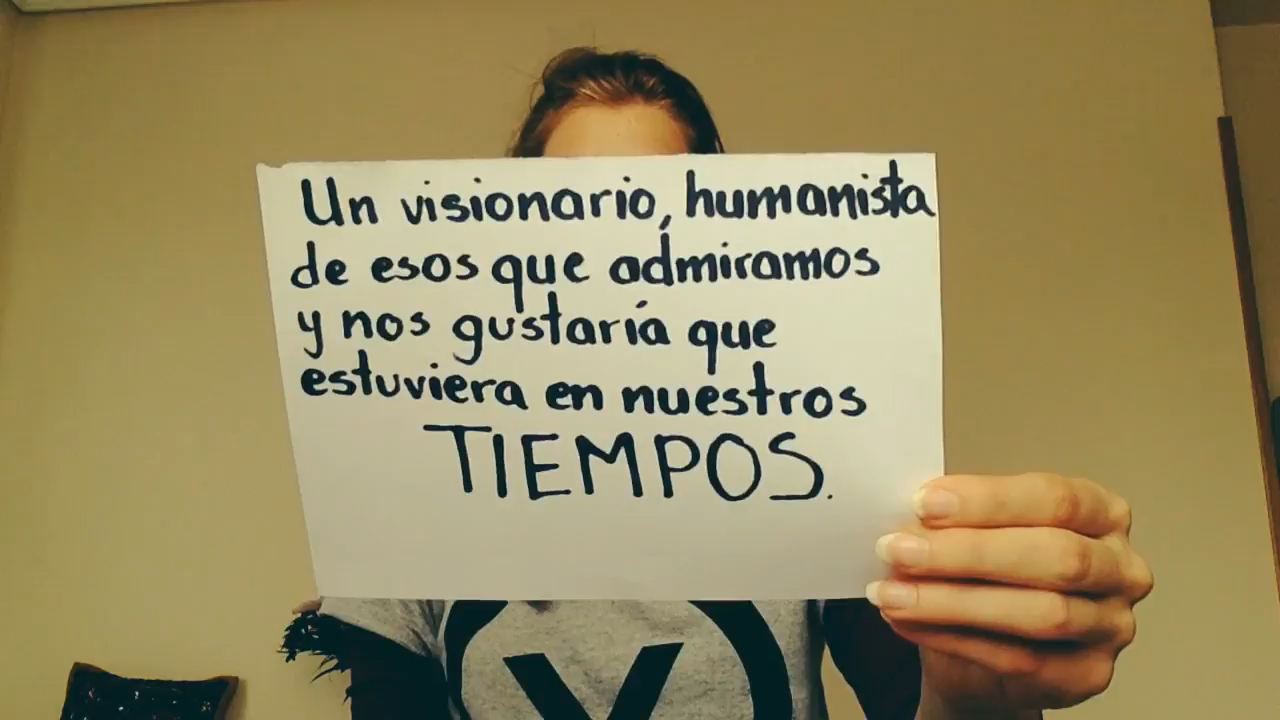 Un visionario, humanista
de esos que admiramos
y nos gustaría que
estuviera en nuestros
TIEMPOS.